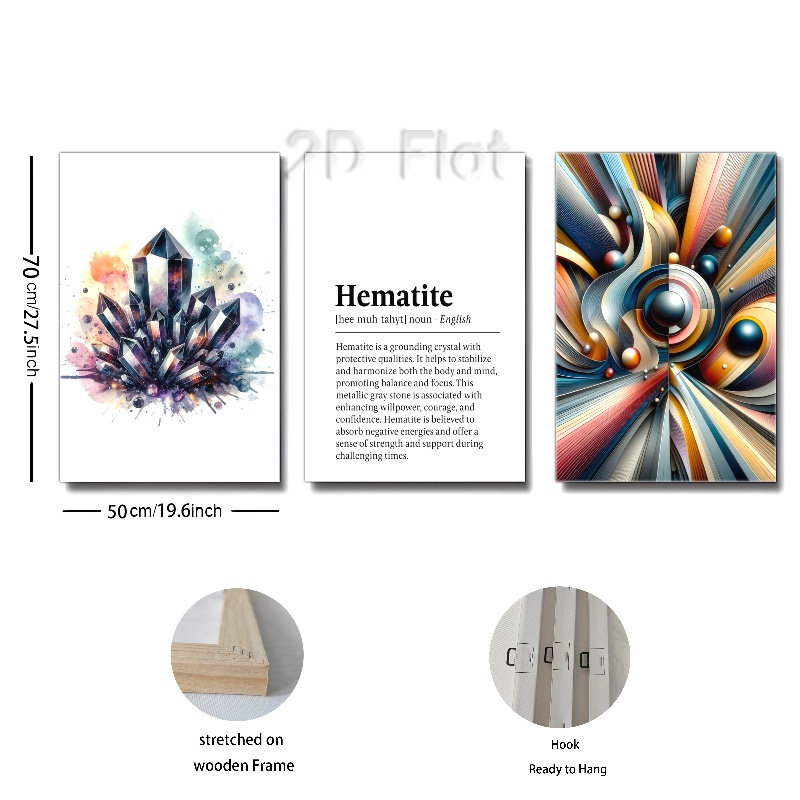 2D Flat
70 cm/27.5inch
Hematite
[hee·muh·tahyt] noun · English
Hematite is a grounding crystal with
protective qualities. It helps to stabilize
and harmonize both the body and mind,
promoting balance and focus. This
metallic gray stone is associated with
enhancing willpower, courage, and
confidence. Hematite is believed to
absorb negative energies and offer a
sense of strength and support during
challenging times.
50cm/19.6inch
stretched on
wooden Frame
Hook
Ready to Hang